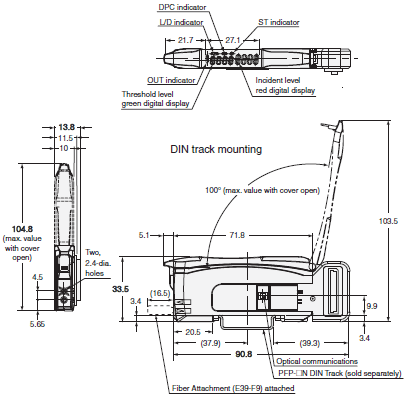 DPC indicator
L/D indicator
ST indicator
21.7
27.1
OUT indicator
Incident level
red digital display
Threshold level
green digital display
13.8
11.5
10
DIN track mounting
100° (max. value with cover open)
104.8
(max. value
with cover
open)
103.5
5.1
71.8
Two,
2.4-dia.
holes
4.5
33.5
(16.5)
3.4
9.9
5.65
20.5
3.4
(37.9)
(39.3)
90.8
Optical communications
PFP-□N DIN Track (sold separately)
Fiber Attachment (E39-F9) attached